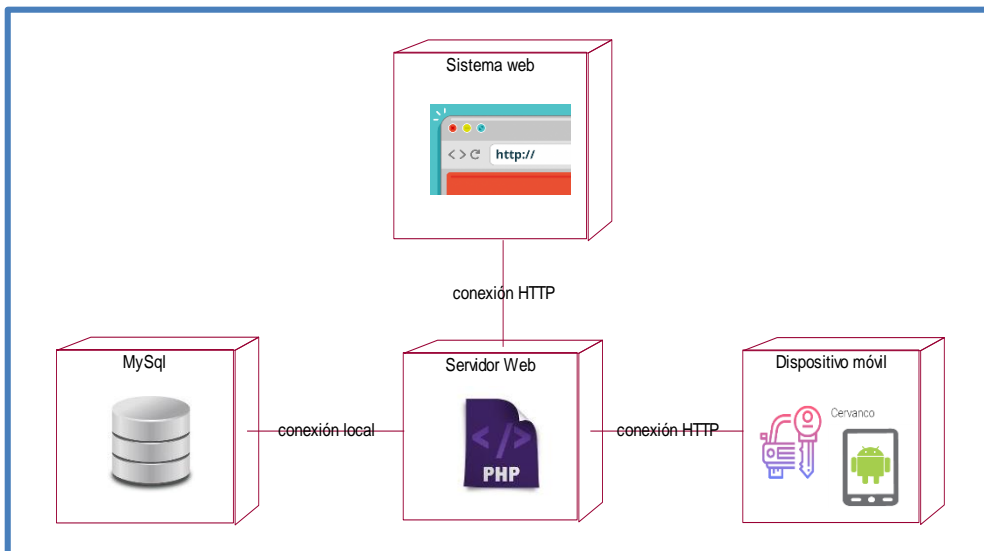 Sistema web
http://
conexión HTTP
MySql
Servidor Web
Dispositivo móvil
Cervanco
conexión local
</>
PHP
conexión HTTP